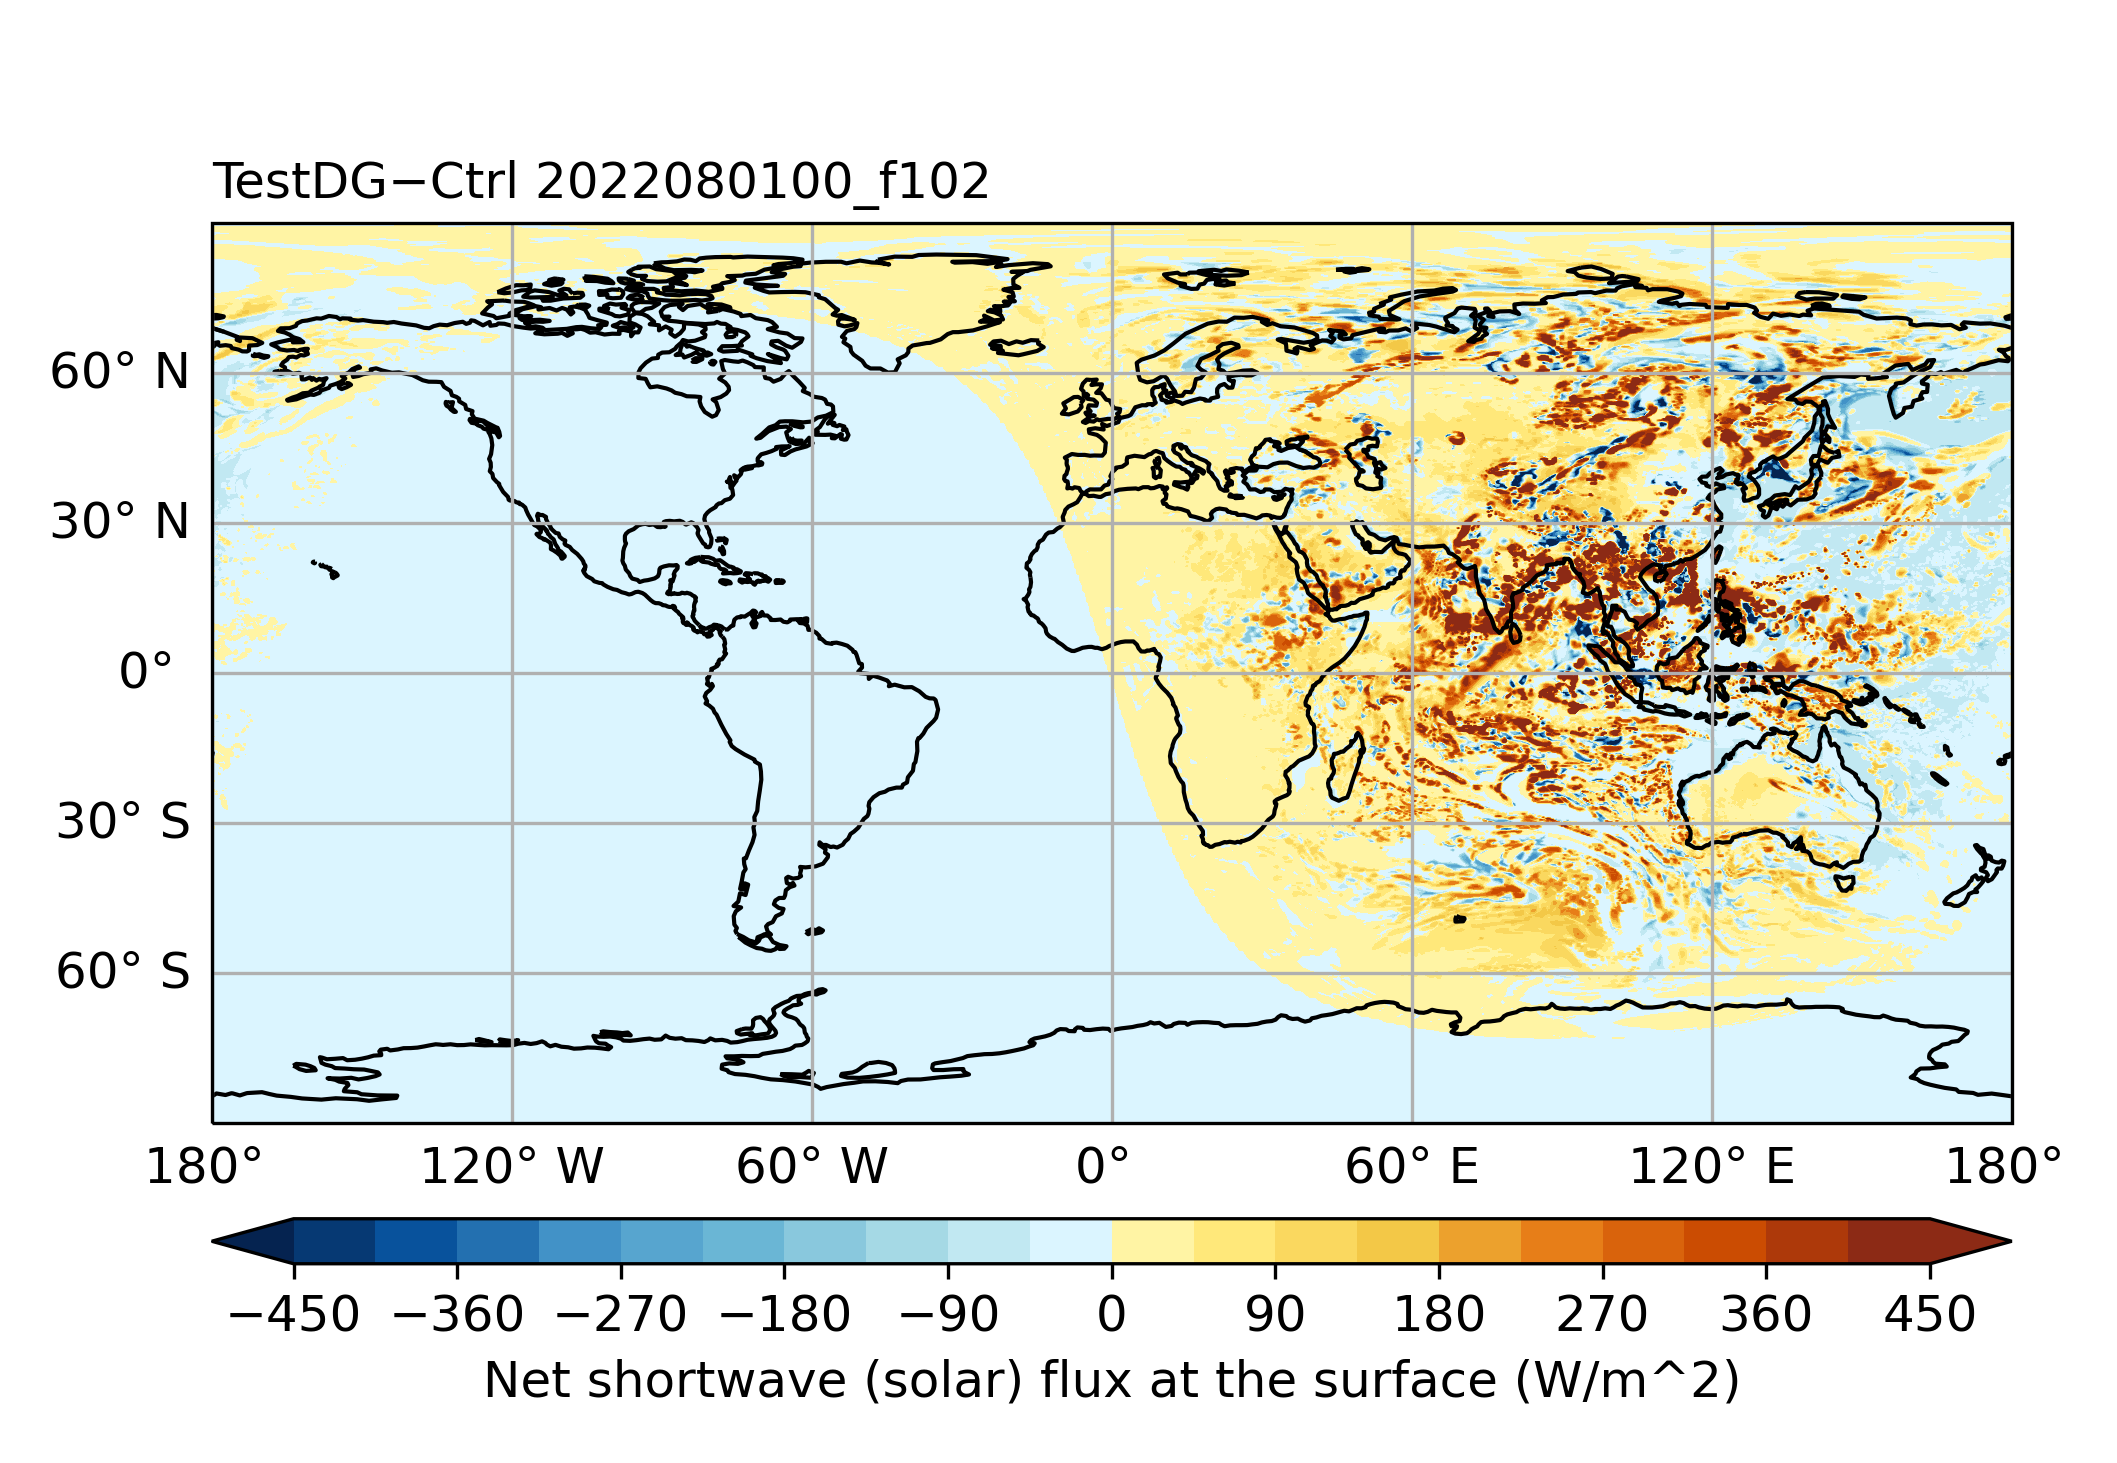 TestDG−Ctrl 2022080100_f102
60° N
30° N
0°
30° S
60° S
180° 120° W 60° W 0° 60° E 120° E 180°
−450 −360 −270 −180 −90 0 90 180 270 360 450
Net shortwave (solar) flux at the surface (W/m^2)